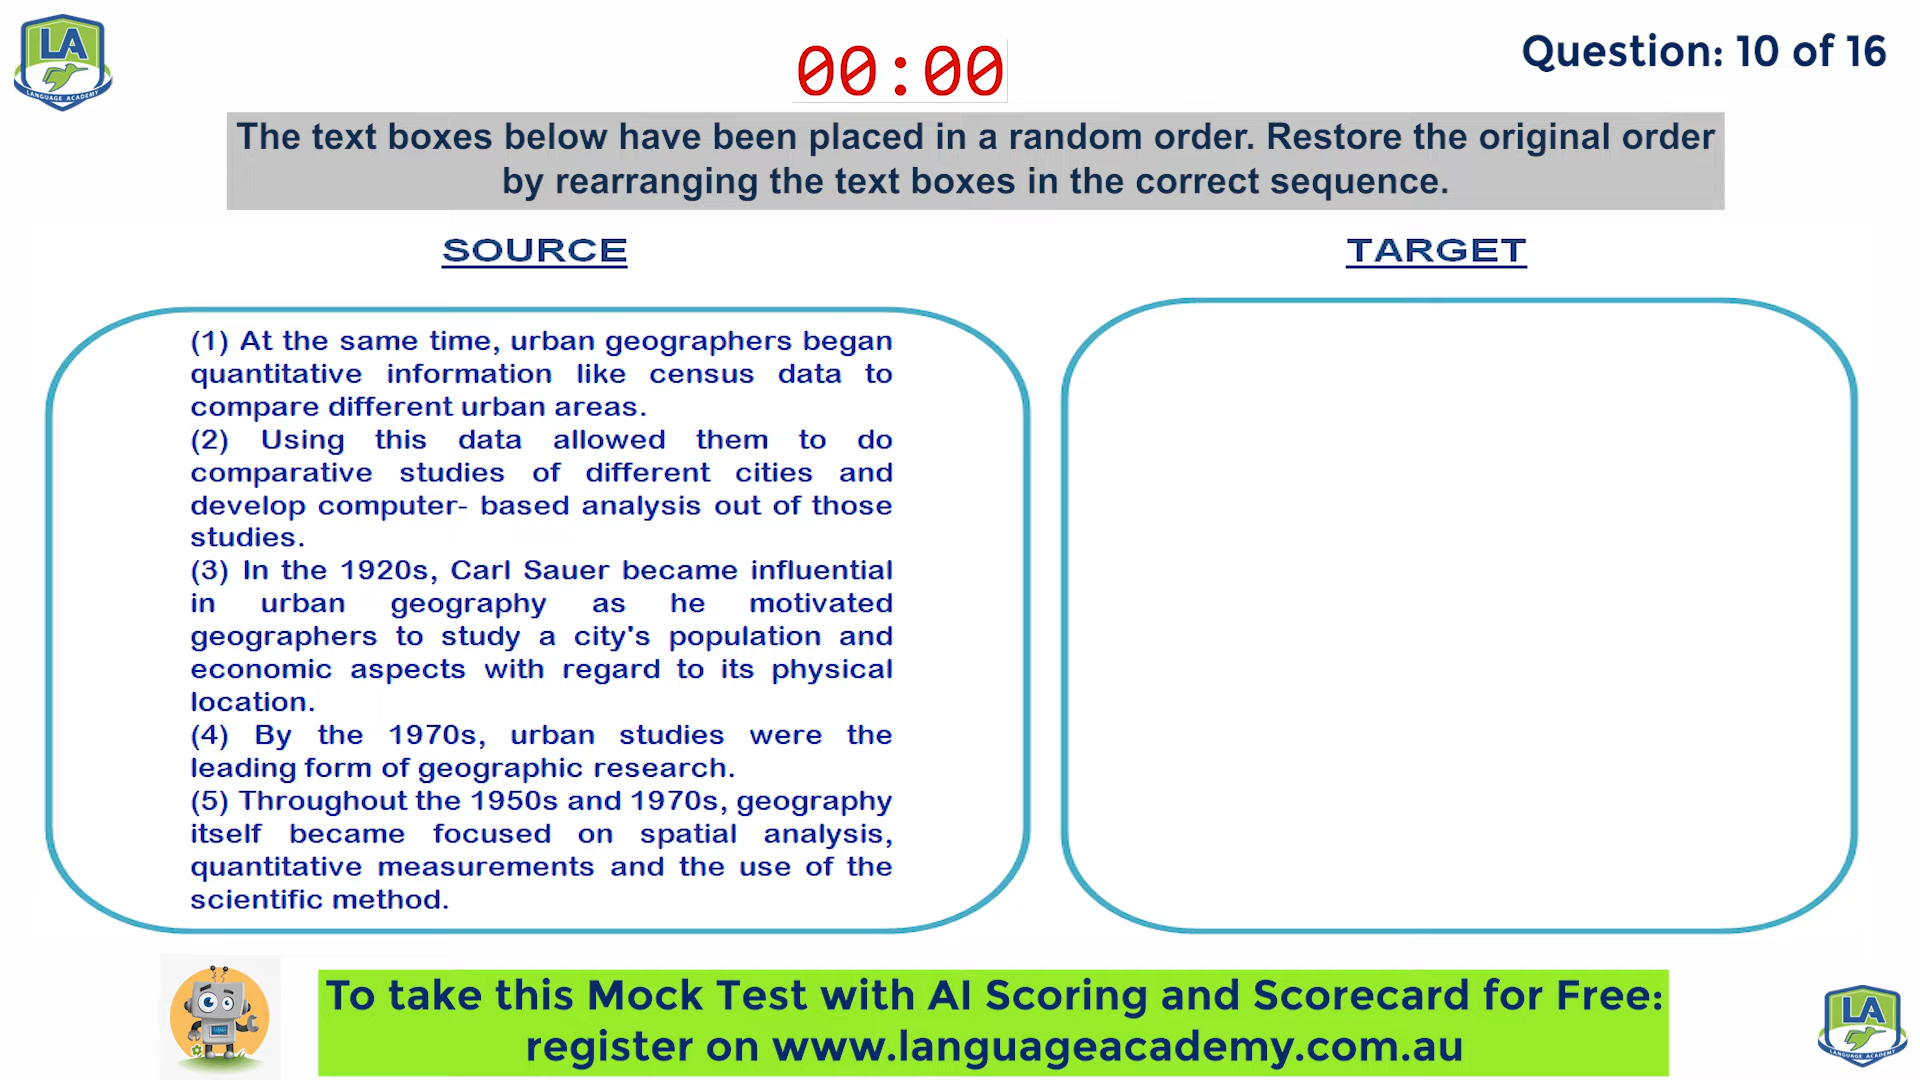 LA
LANGUAGE ACADEMY
00:00
Question: 10 of 16
The text boxes below have been placed in a random order. Restore the original order
by rearranging the text boxes in the correct sequence.
SOURCE
TARGET
(1) At the same time, urban geographers began
quantitative information like census data to
compare different urban areas.
(2) Using this data allowed them to do
comparative studies of different cities and
develop computer- based analysis out of those
studies.
(3) In the 1920s, Carl Sauer became influential
in urban geography as he motivated
geographers to study a city's population and
economic aspects with regard to its physical
location.
(4) By the 1970s, urban studies were the
leading form of geographic research.
(5) Throughout the 1950s and 1970s, geography
itself became focused on spatial analysis,
quantitative measurements and the use of the
scientific method.
To take this Mock Test with AI Scoring and Scorecard for Free:
register on www.languageacademy.com.au
LA
LANGUAGE ACADEMY